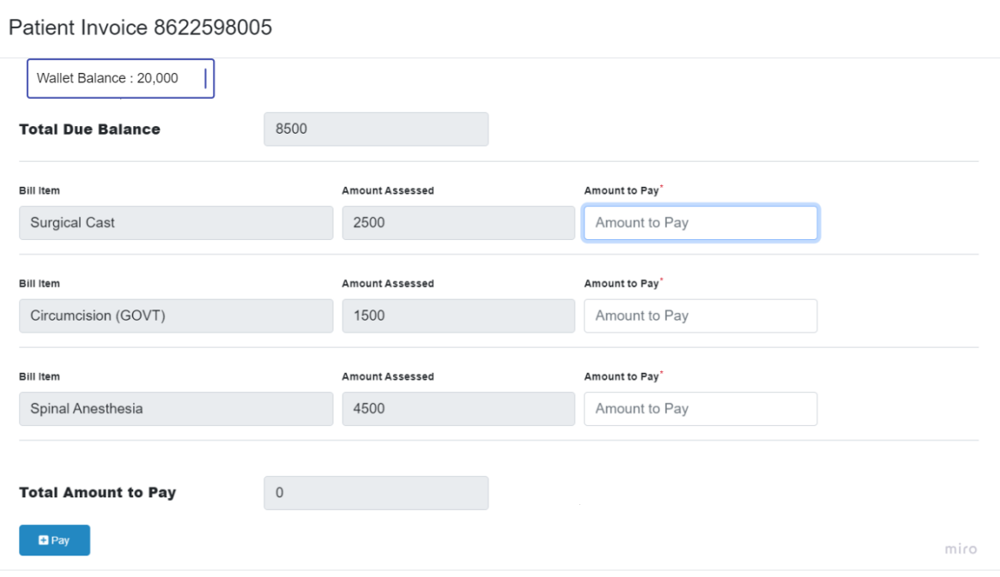 Patient Invoice 8622598005
Wallet Balance : 20,000
Total Due Balance 8500
Bill Item Amount Assessed Amount to Pay*
Surgical Cast 2500 Amount to Pay
Bill Item Amount Assessed Amount to Pay*
Circumcision (GOVT) 1500 Amount to Pay
Bill Item Amount Assessed Amount to Pay*
Spinal Anesthesia 4500 Amount to Pay
Total Amount to Pay 0
Pay
miro